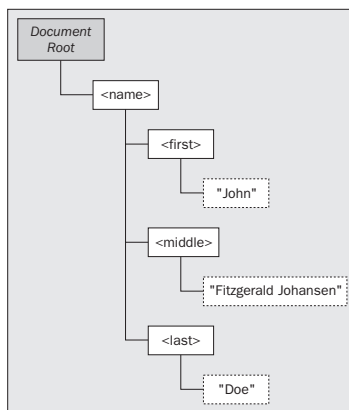 Document
Root
<name>
<first>
"John"
<middle>
"Fitzgerald Johansen"
<last>
"Doe"